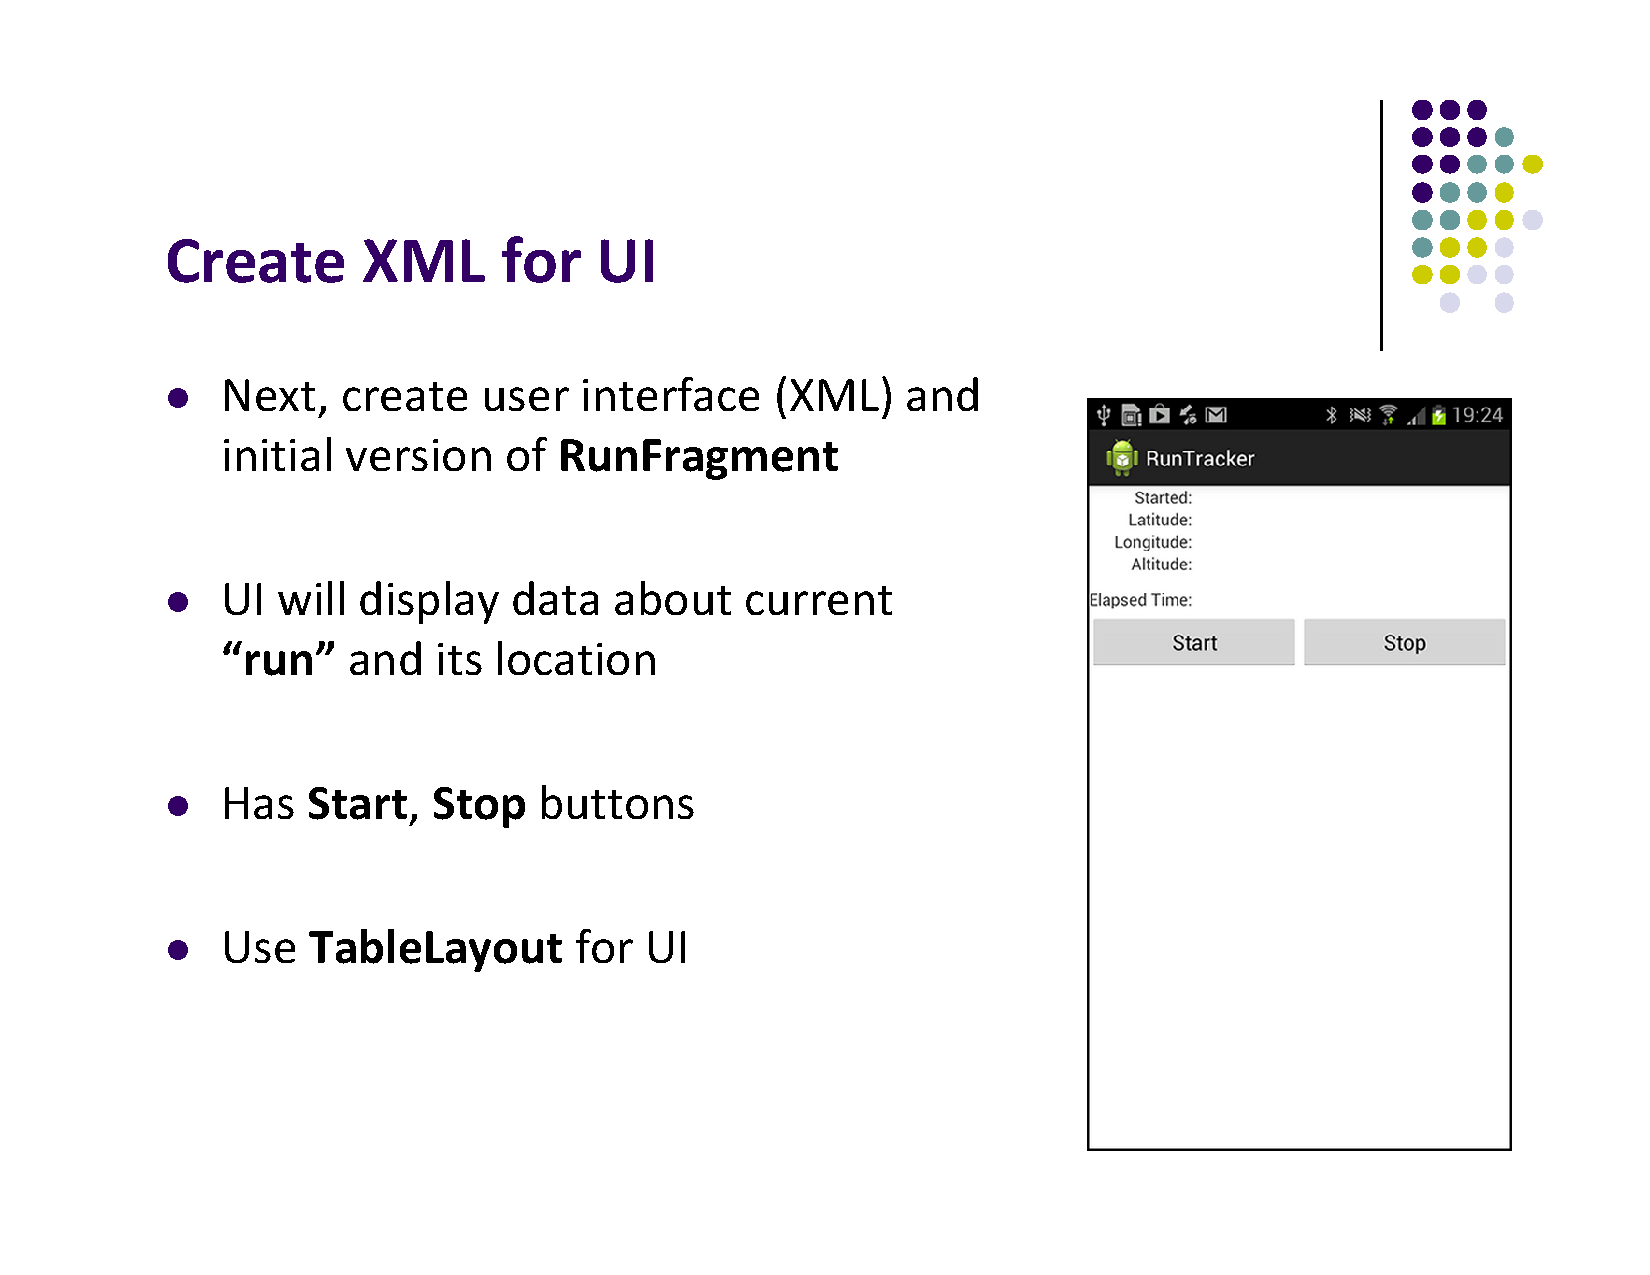 Create XML for UI
● Next, create user interface (XML) and
initial version of RunFragment
● UI will display data about current
“run” and its location
● Has Start, Stop buttons
● Use TableLayout for UI
19:24
RunTracker
Started:
Latitude:
Longitude:
Altitude:
Elapsed Time:
Start Stop